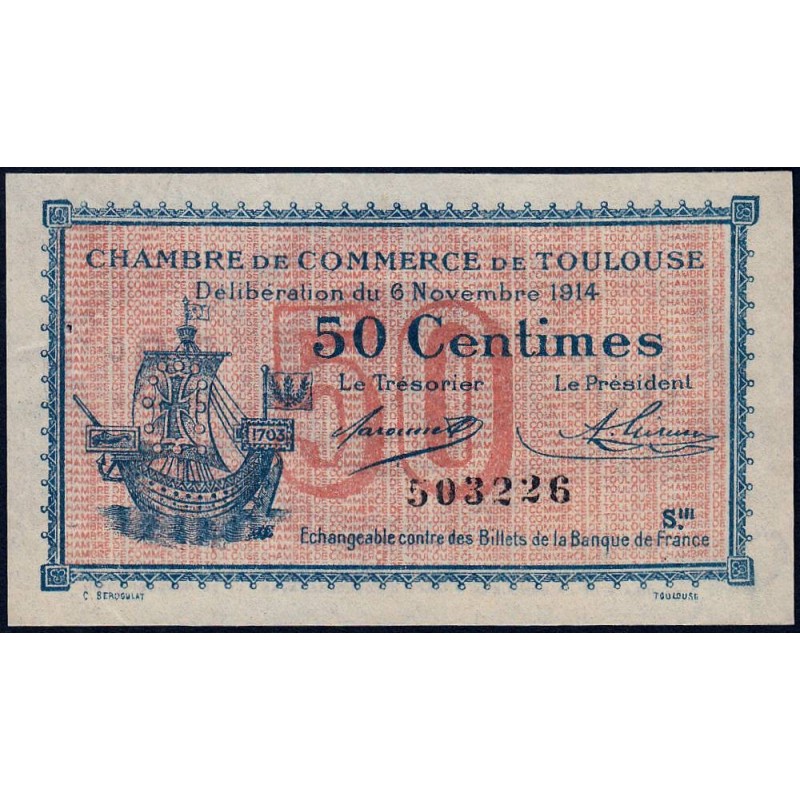 CHAMBRE DE COMMERCE DE TOULOUSE
Délibération du 6 Novembre 1914
50 Centimes
50
Le Trésorier Le Président
1703
503226
S.III
Echangeable contre des Billets de la Banque de France
TOULOUSE